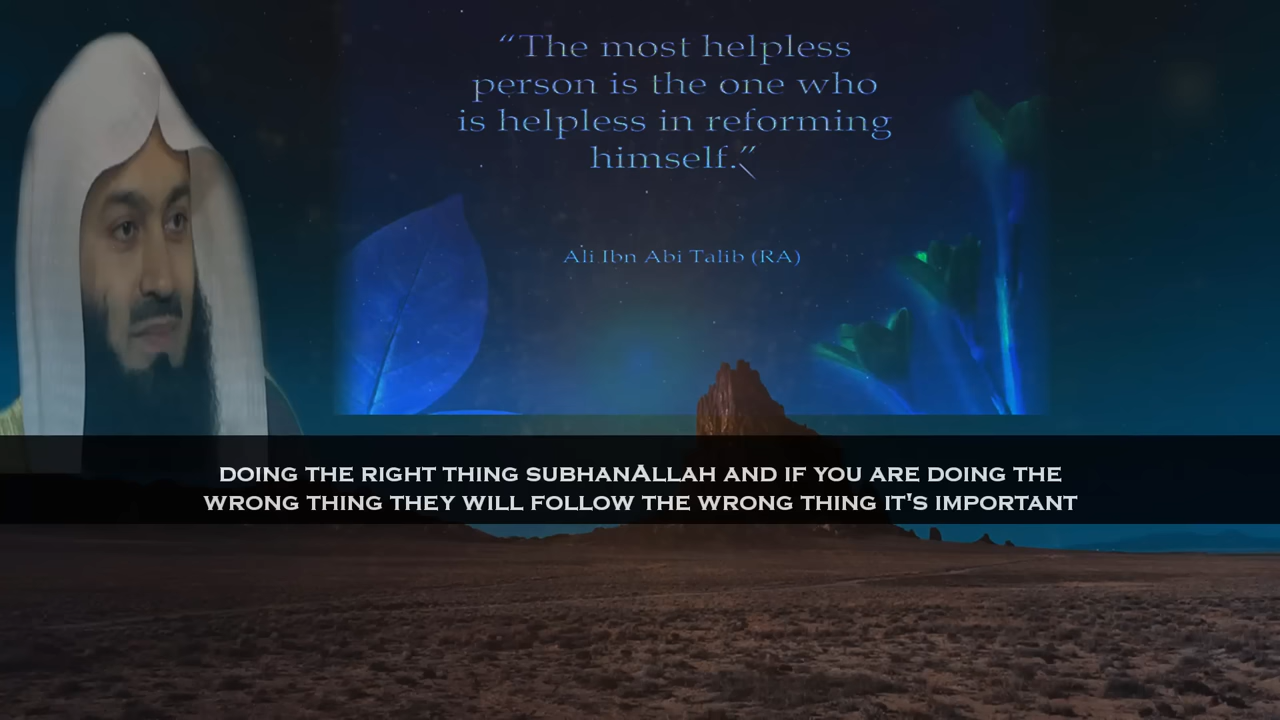 “The most helpless
person is the one who
is helpless in reforming
himself.”
Ali Ibn Abi Talib (RA)
DOING THE RIGHT THING SUBHANALLAH AND IF YOU ARE DOING THE
WRONG THING THEY WILL FOLLOW THE WRONG THING IT'S IMPORTANT